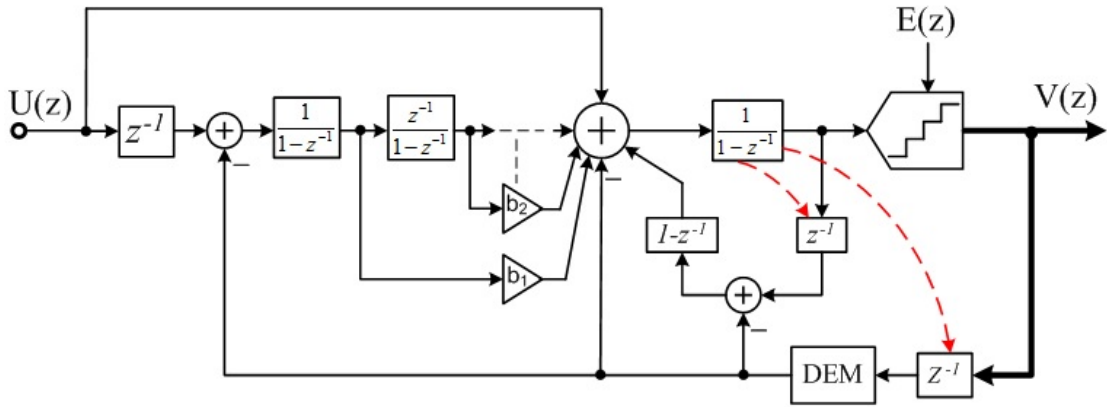 E(z)
U(z)
V(z)
z⁻¹
+
−
1
1−z⁻¹
z⁻¹
1−z⁻¹
+
−
1
1−z⁻¹
b₂
1-z⁻¹
z⁻¹
b₁
+
−
DEM
Z⁻¹